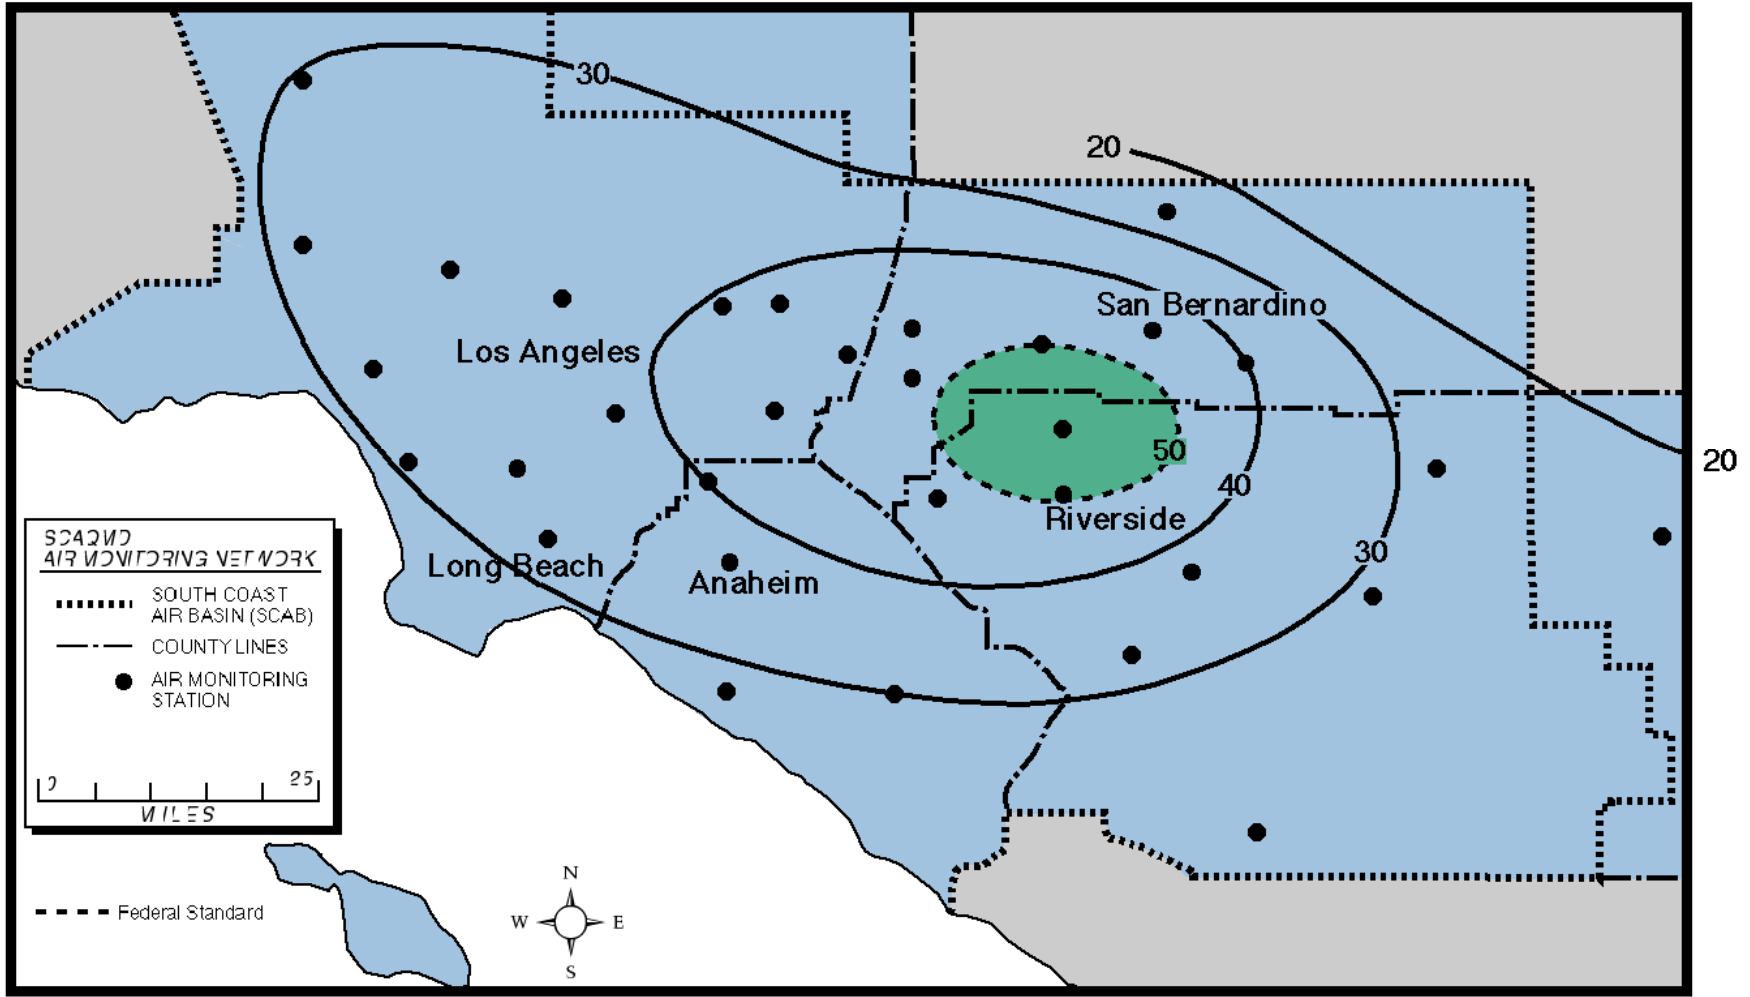 30
20
San Bernardino
Los Angeles
50
20
40
Riverside
30
Long Beach
Anaheim
SCAQMD
AIR MONITORING NETWORK
SOUTH COAST
AIR BASIN (SCAB)
COUNTY LINES
AIR MONITORING
STATION
0 25
MILES
Federal Standard
N
W E
S